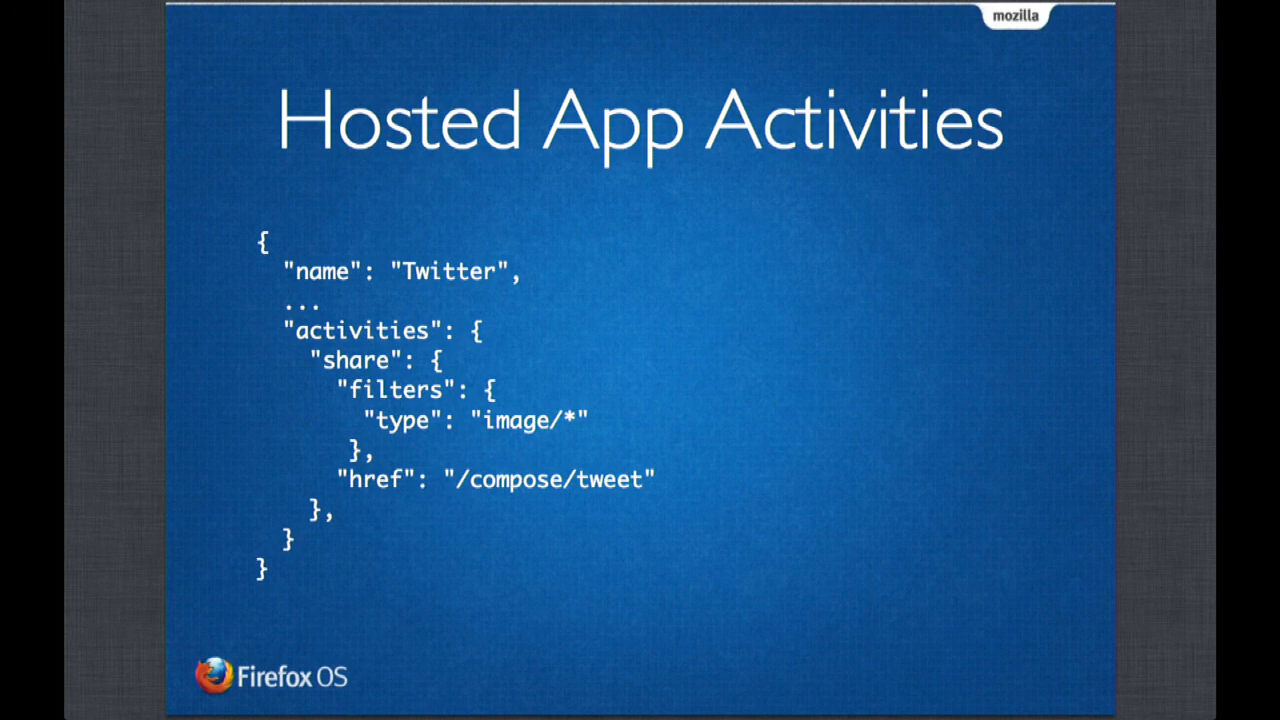 mozilla
Hosted App Activities
{
"name": "Twitter",
...
"activities": {
"share": {
"filters": {
"type": "image/*"
},
"href": "/compose/tweet"
},
}
}
Firefox OS